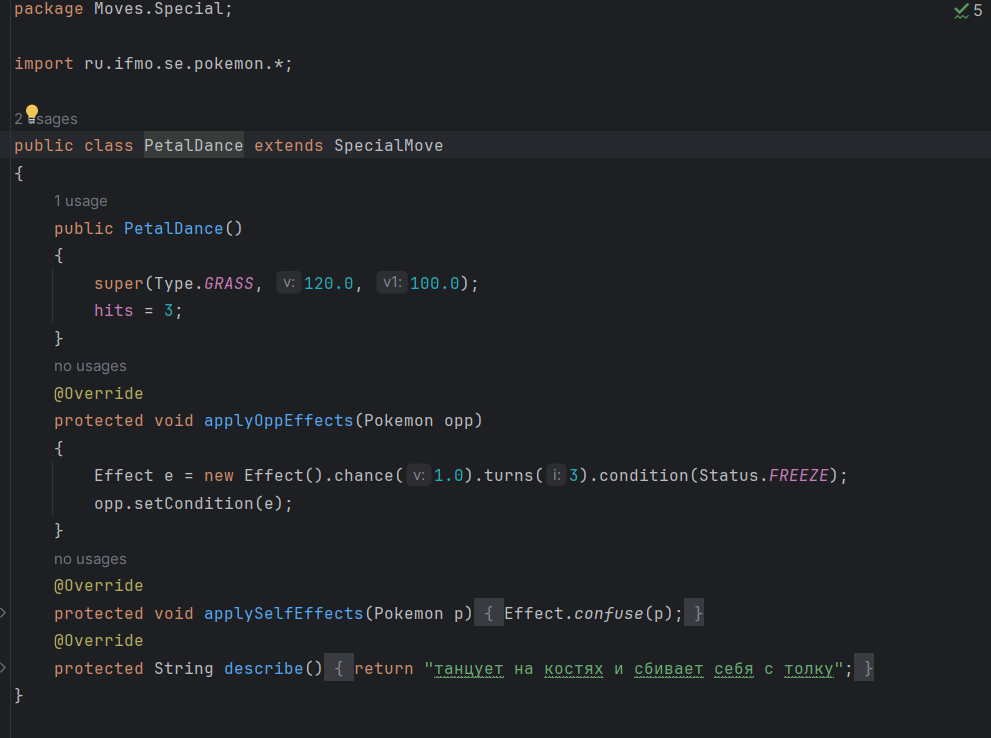 package Moves.Special;
5
import ru.ifmo.se.pokemon.*;
2 usages
public class PetalDance extends SpecialMove
{
1 usage
public PetalDance()
{
super(Type.GRASS, v: 120.0, v1: 100.0);
hits = 3;
}
no usages
@Override
protected void applyOppEffects(Pokemon opp)
{
Effect e = new Effect().chance( v: 1.0).turns( i: 3).condition(Status.FREEZE);
opp.setCondition(e);
}
no usages
@Override
protected void applySelfEffects(Pokemon p) { Effect.confuse(p); }
@Override
protected String describe() { return "танцует на костях и сбивает себя с толку"; }
}